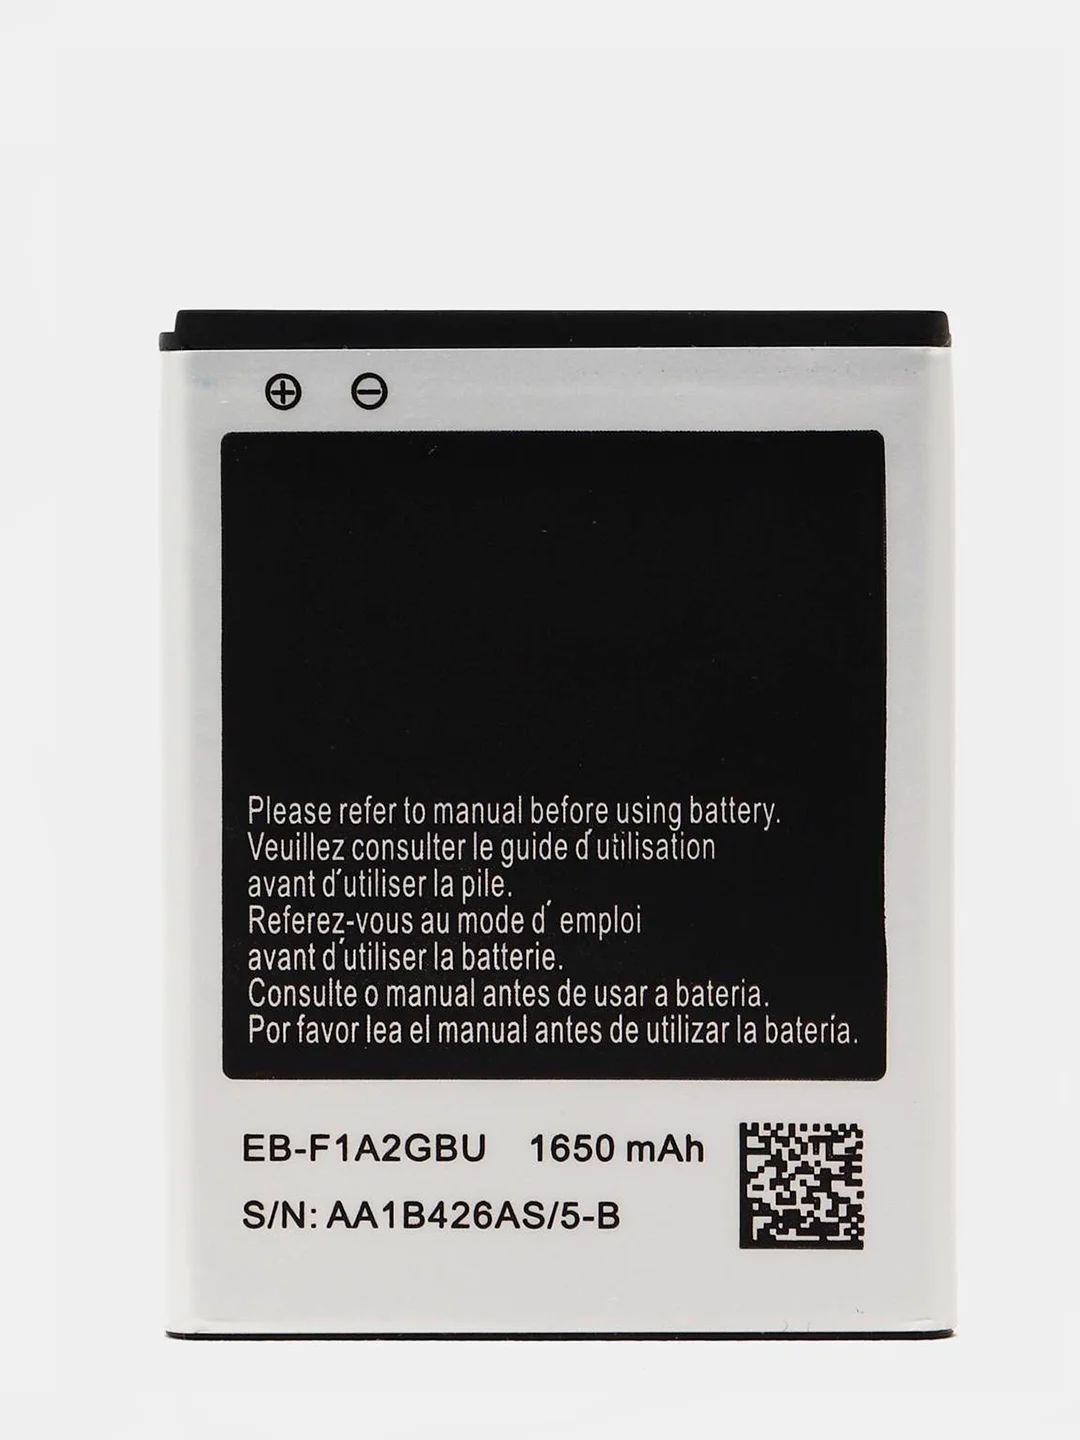 ⊕ ⊖
Please refer to manual before using battery.
Veuillez consulter le guide d'utilisation
avant d'utiliser la pile.
Referez-vous au mode d' emploi
avant d'utiliser la batterie.
Consulte o manual antes de usar a bateria.
Por favor lea el manual antes de utilizar la batería.
EB-F1A2GBU 1650 mAh
S/N: AA1B426AS/5-B